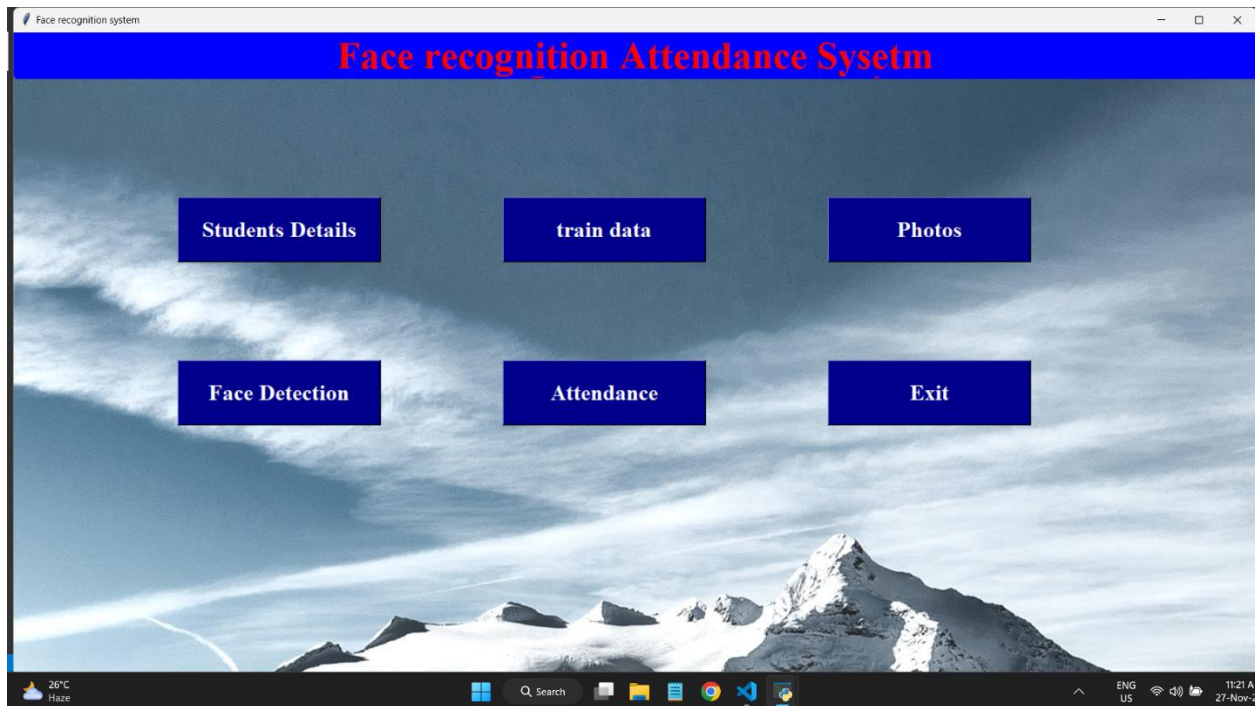 Face recognition system
Face recognition Attendance Sysetm
Students Details
train data
Photos
Face Detection
Attendance
Exit
26°C
Haze
Search
ENG
US
11:21 A
27-Nov-2